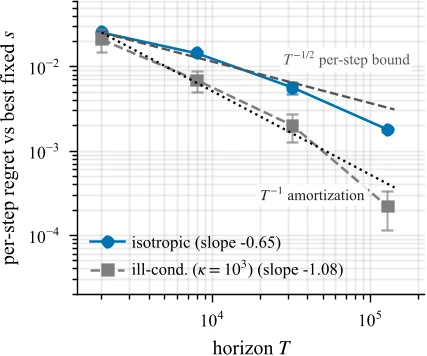 per-step regret vs best fixed s
10⁻²
10⁻³
10⁻⁴
T⁻¹/² per-step bound
T⁻¹ amortization
isotropic (slope -0.65)
ill-cond. (κ = 10³) (slope -1.08)
10⁴
10⁵
horizon T